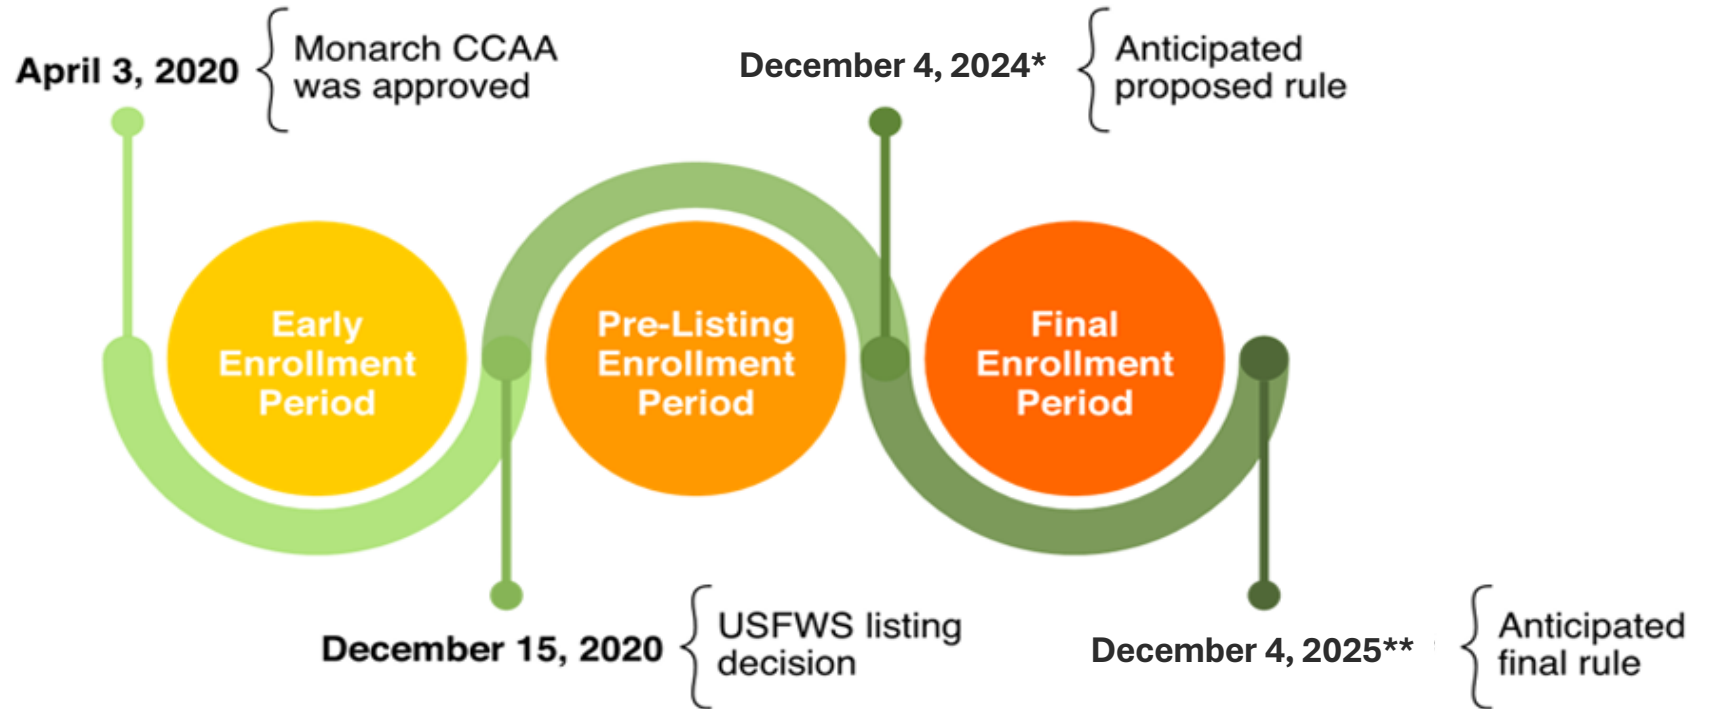 April 3, 2020
Monarch CCAA
was approved
December 4, 2024*
Anticipated
proposed rule
Early
Enrollment
Period
Pre-Listing
Enrollment
Period
Final
Enrollment
Period
December 15, 2020
USFWS listing
decision
December 4, 2025**
Anticipated
final rule